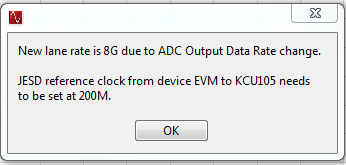 New lane rate is 8G due to ADC Output Data Rate change.
JESD reference clock from device EVM to KCU105 needs
to be set at 200M.
OK